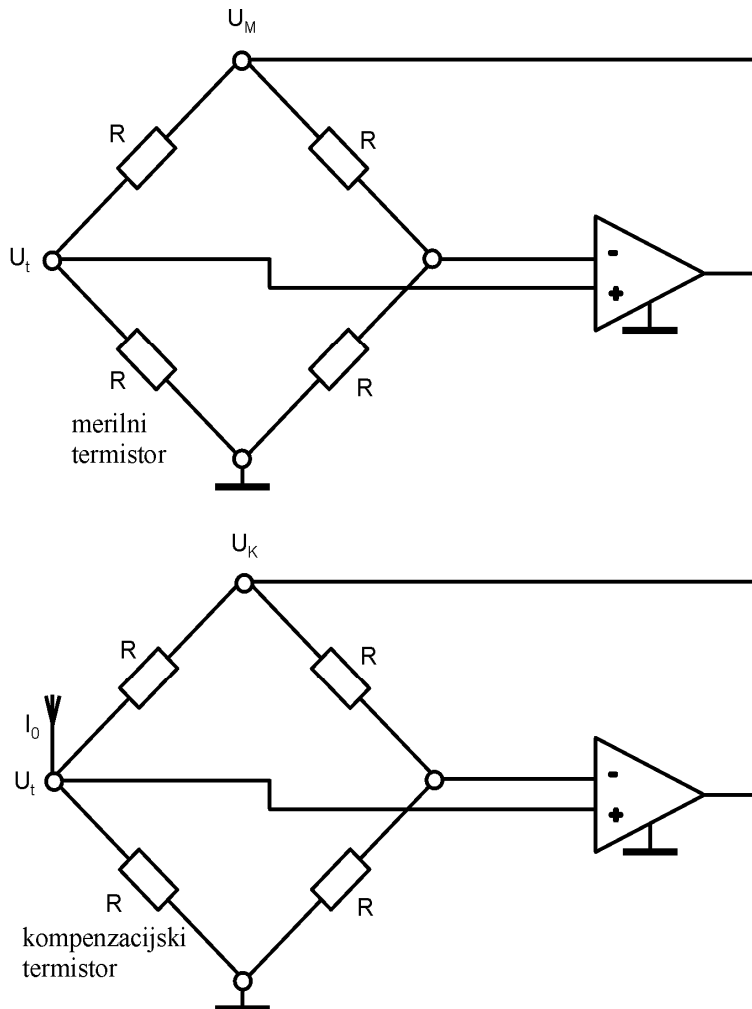 U_M
R
R
U_t
-
+
R
R
merilni
termistor
U_K
R
R
I_0
U_t
-
+
R
R
kompenzacijski
termistor